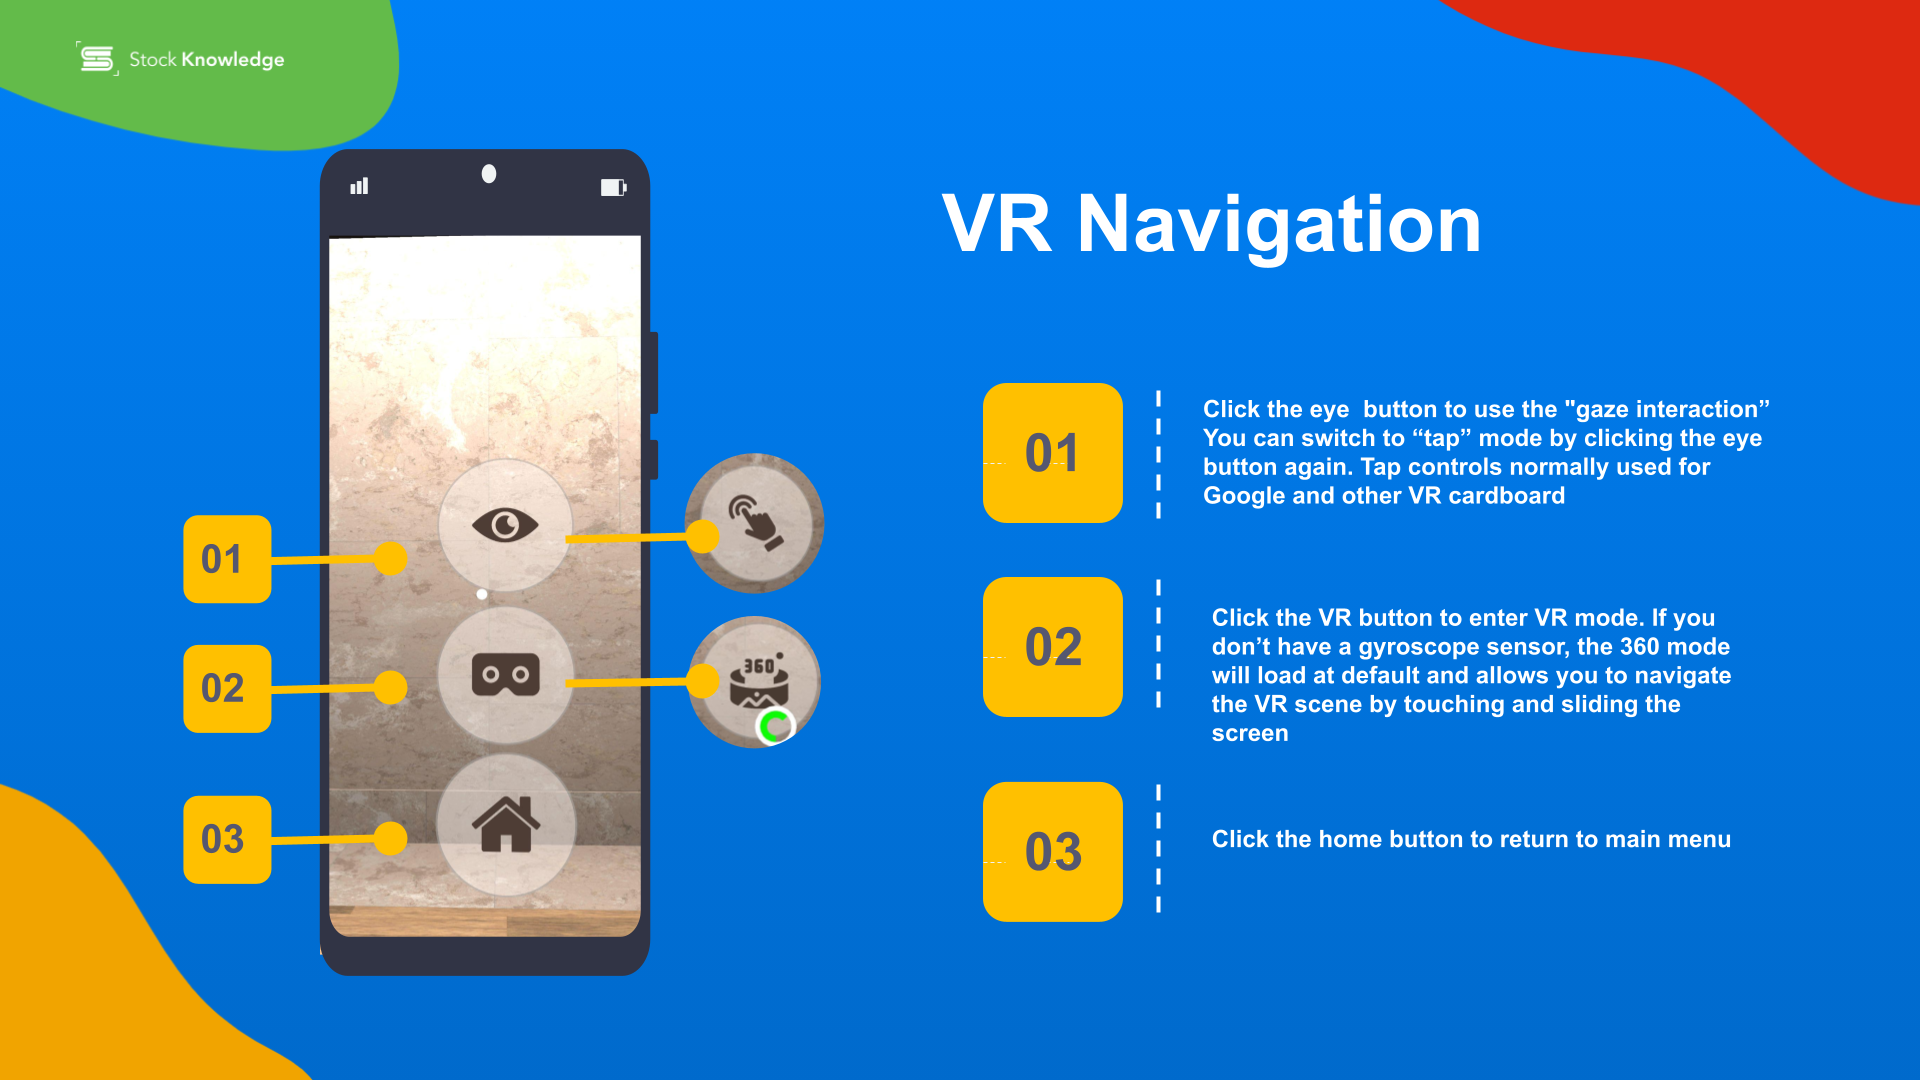 Stock Knowledge
VR Navigation
01
02
03
360°
01
Click the eye  button to use the "gaze interaction”
You can switch to “tap” mode by clicking the eye
button again. Tap controls normally used for
Google and other VR cardboard
02
Click the VR button to enter VR mode. If you
don’t have a gyroscope sensor, the 360 mode
will load at default and allows you to navigate
the VR scene by touching and sliding the
screen
03
Click the home button to return to main menu